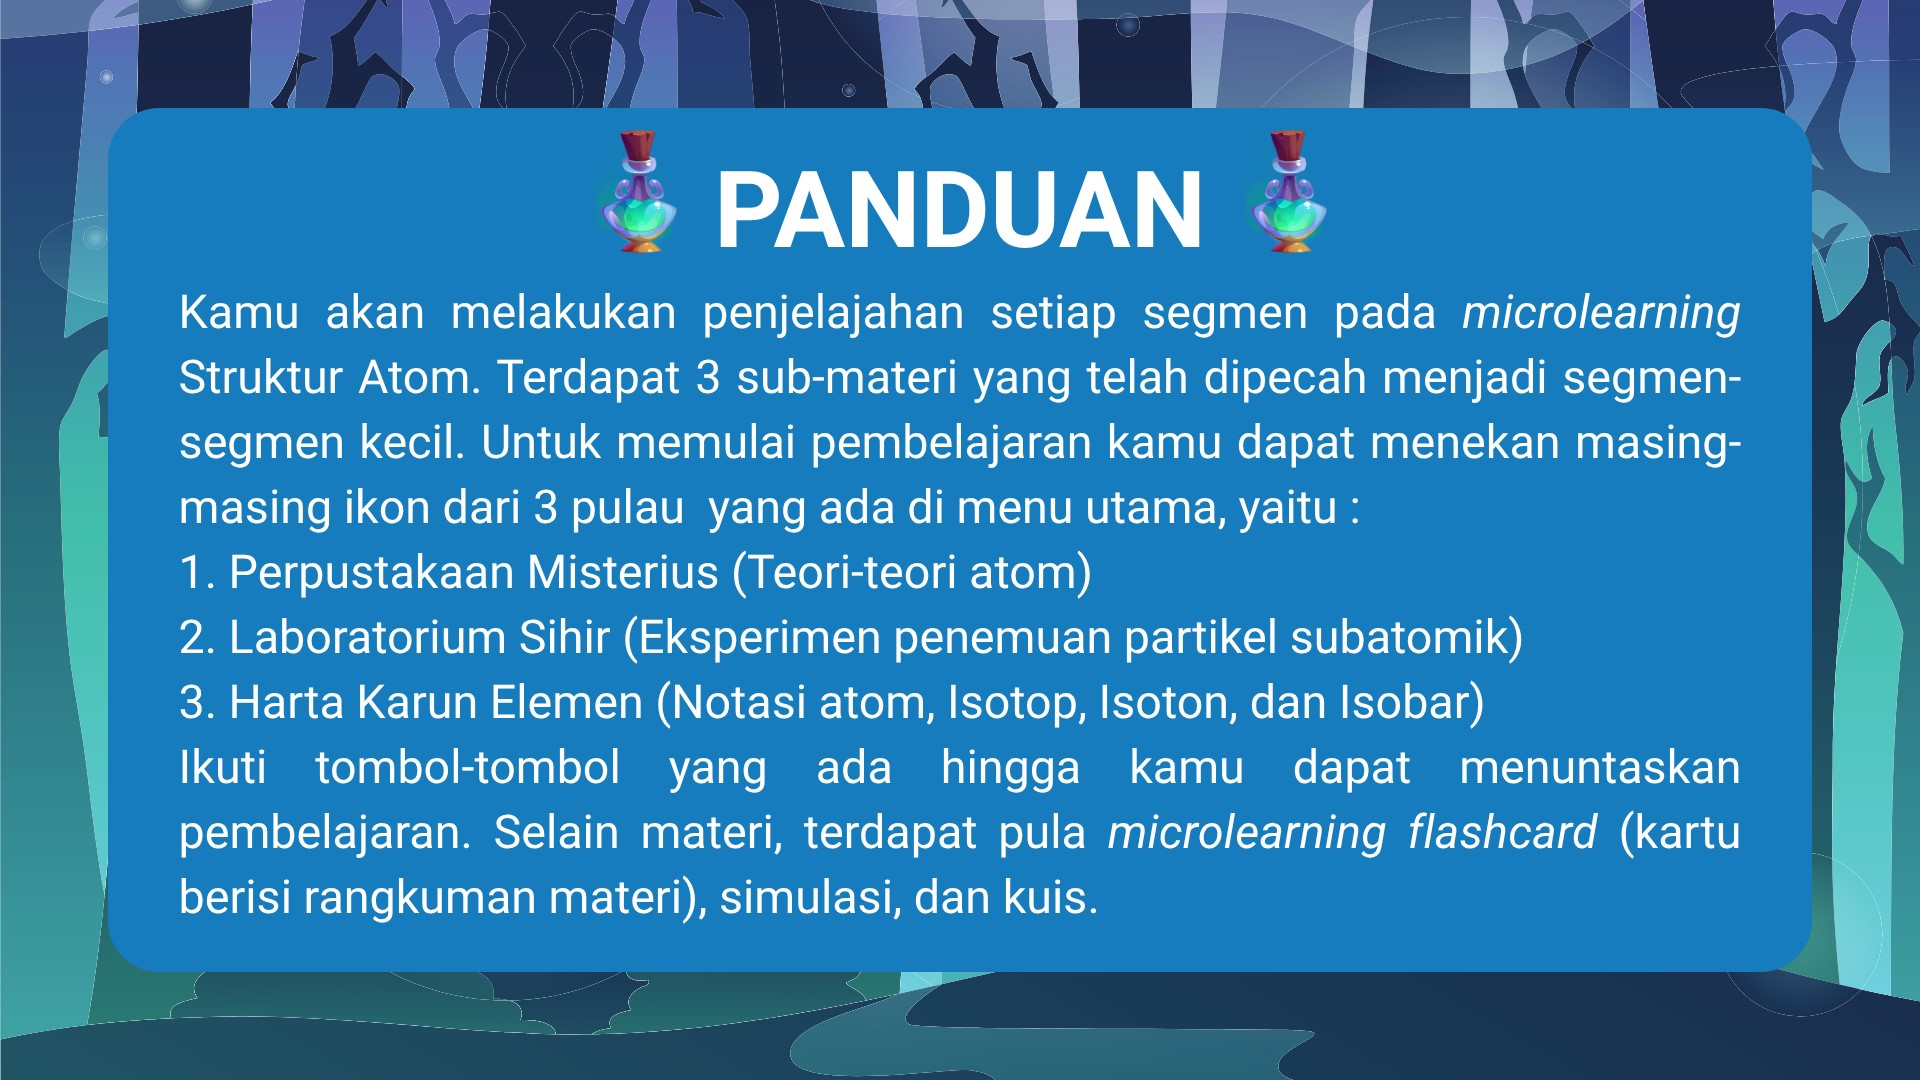 PANDUAN
Kamu akan melakukan penjelajahan setiap segmen pada microlearning
Struktur Atom. Terdapat 3 sub-materi yang telah dipecah menjadi segmen-
segmen kecil. Untuk memulai pembelajaran kamu dapat menekan masing-
masing ikon dari 3 pulau  yang ada di menu utama, yaitu :
1. Perpustakaan Misterius (Teori-teori atom)
2. Laboratorium Sihir (Eksperimen penemuan partikel subatomik)
3. Harta Karun Elemen (Notasi atom, Isotop, Isoton, dan Isobar)
Ikuti tombol-tombol yang ada hingga kamu dapat menuntaskan
pembelajaran. Selain materi, terdapat pula microlearning flashcard (kartu
berisi rangkuman materi), simulasi, dan kuis.